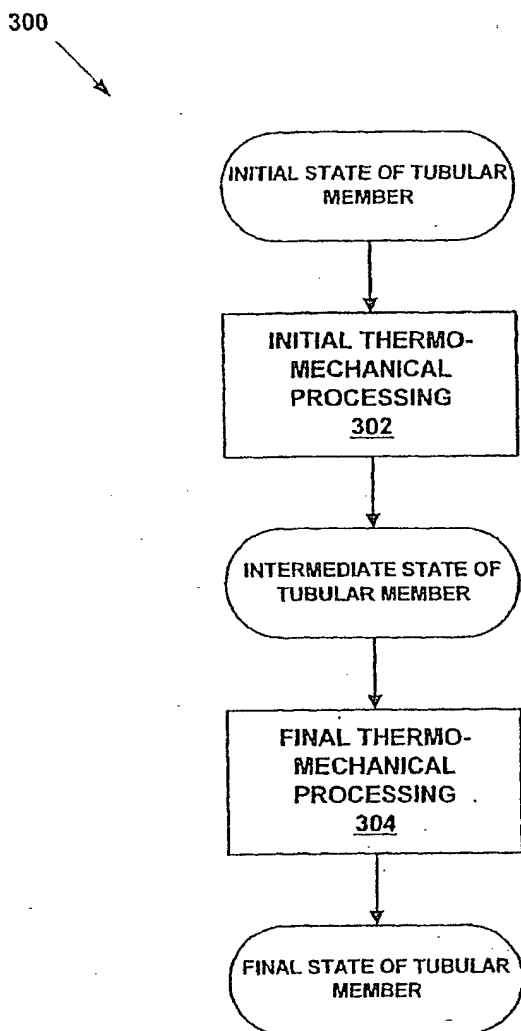 300
INITIAL STATE OF TUBULAR
MEMBER
INITIAL THERMO-
MECHANICAL
PROCESSING
302
INTERMEDIATE STATE OF
TUBULAR MEMBER
FINAL THERMO-
MECHANICAL
PROCESSING
304
FINAL STATE OF TUBULAR
MEMBER